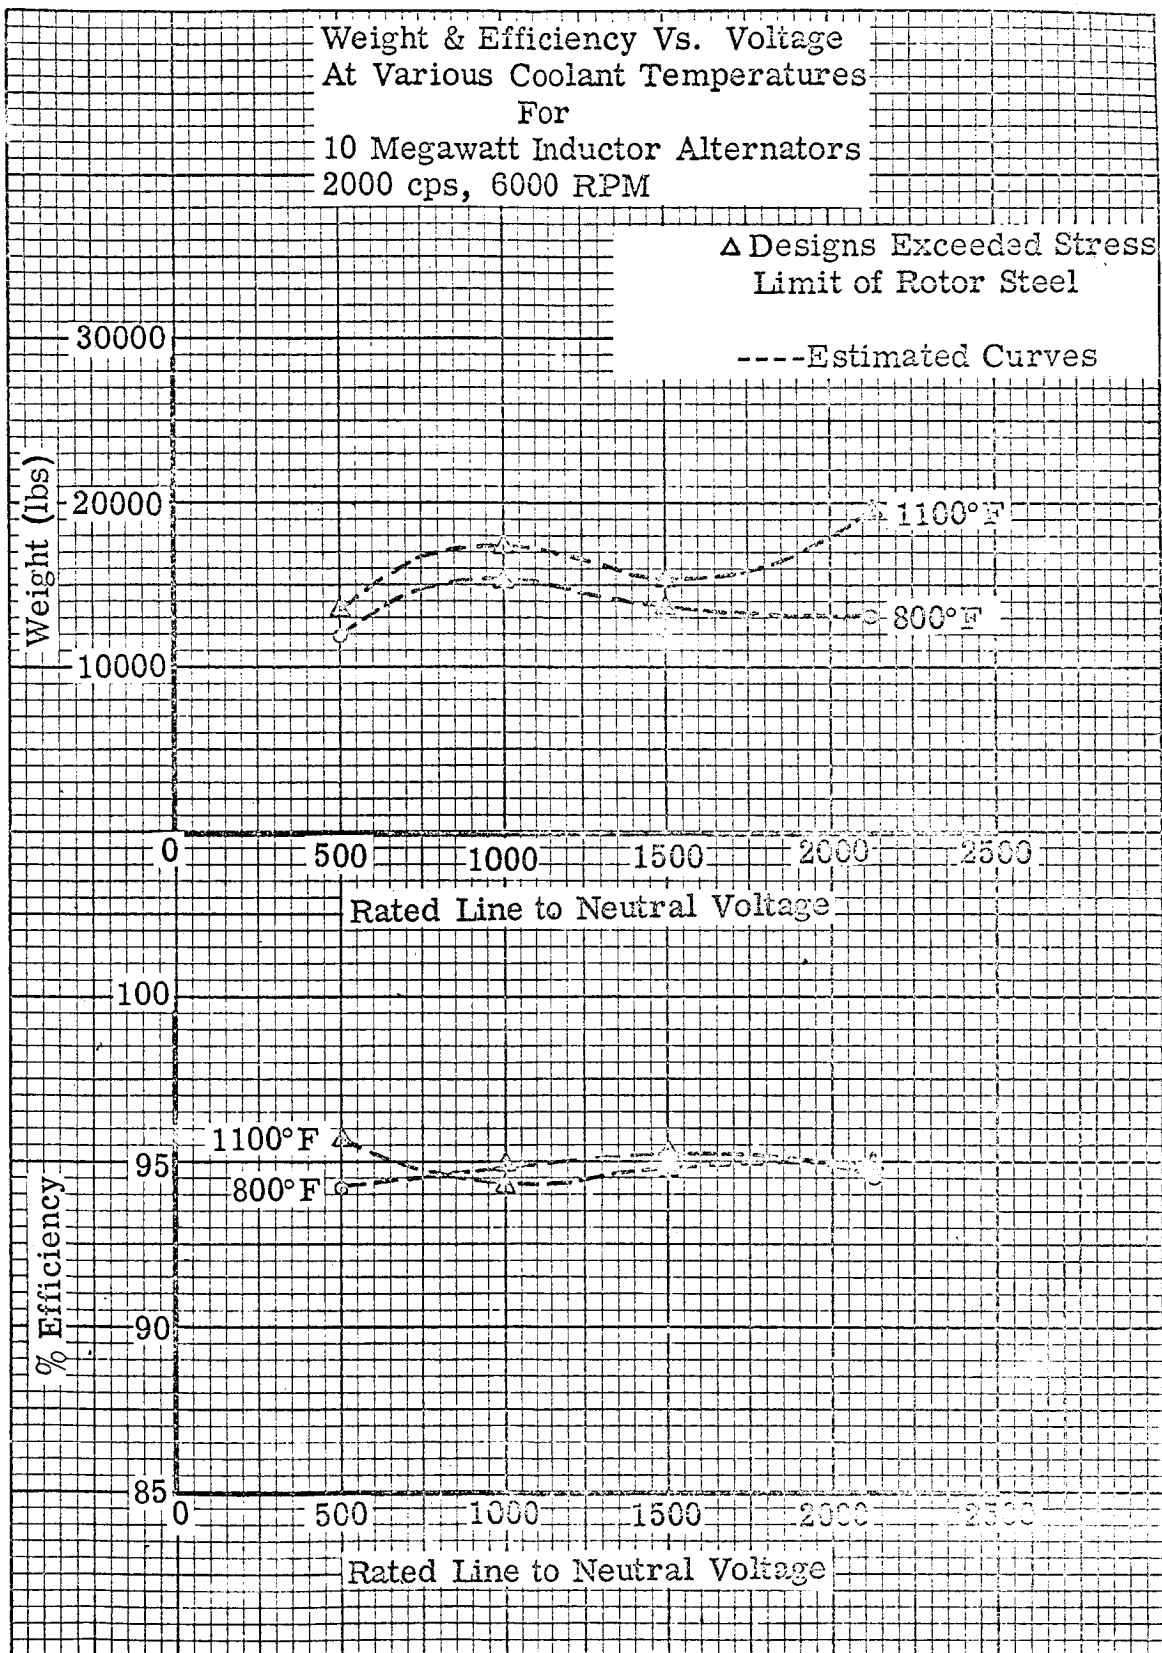 Weight & Efficiency Vs. Voltage
At Various Coolant Temperatures
For
10 Megawatt Inductor Alternators
2000 cps, 6000 RPM
Δ Designs Exceeded Stress
Limit of Rotor Steel
----Estimated Curves
30000
20000
10000
Weight (lbs)
1100°F
800°F
0 500 1000 1500 2000 2500
Rated Line to Neutral Voltage
100
95
90
85
% Efficiency
1100°F
800°F
0 500 1000 1500 2000 2500
Rated Line to Neutral Voltage